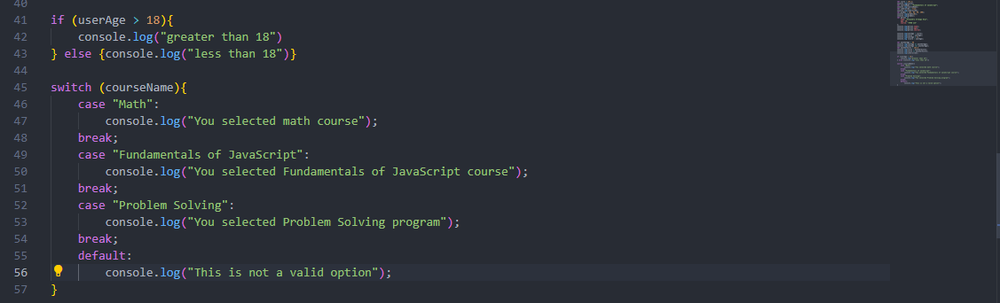 40
41 if (userAge > 18){
42     console.log("greater than 18")
43 } else {console.log("less than 18")}
44
45 switch (courseName){
46     case "Math":
47         console.log("You selected math course");
48     break;
49     case "Fundamentals of JavaScript":
50         console.log("You selected Fundamentals of JavaScript course");
51     break;
52     case "Problem Solving":
53         console.log("You selected Problem Solving program");
54     break;
55     default:
56         console.log("This is not a valid option");
57 }